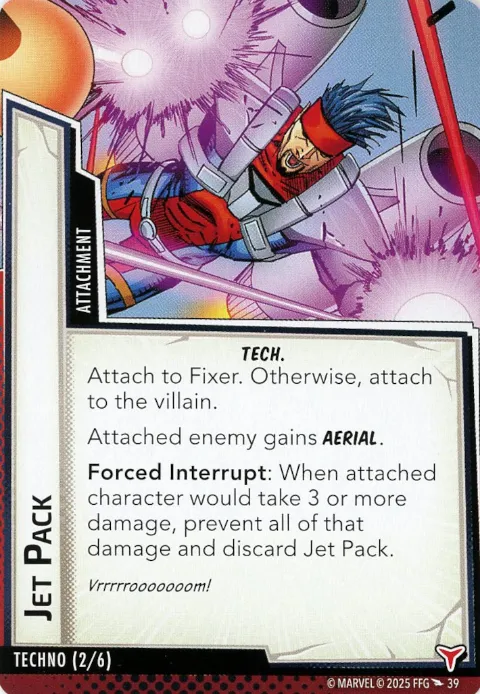 ATTACHMENT
JET PACK
TECH.
Attach to Fixer. Otherwise, attach
to the villain.
Attached enemy gains AERIAL.
Forced Interrupt: When attached
character would take 3 or more
damage, prevent all of that
damage and discard Jet Pack.
Vrrrrrooooooom!
TECHNO (2/6)
© MARVEL © 2025 FFG 39